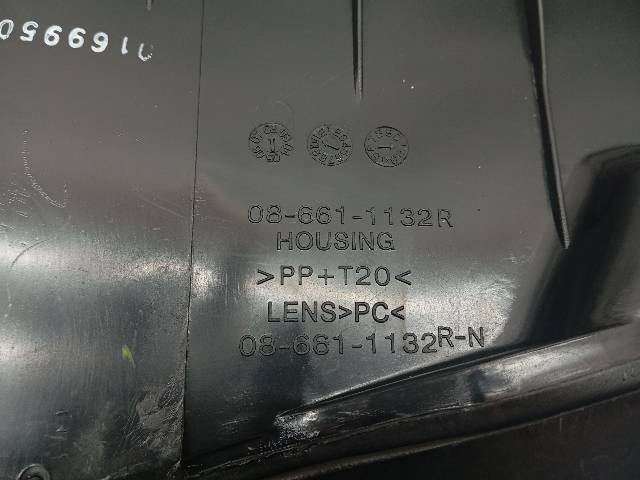 08-661-1132R
HOUSING
>PP+T20<
LENS>PC<
08-661-1132R-N